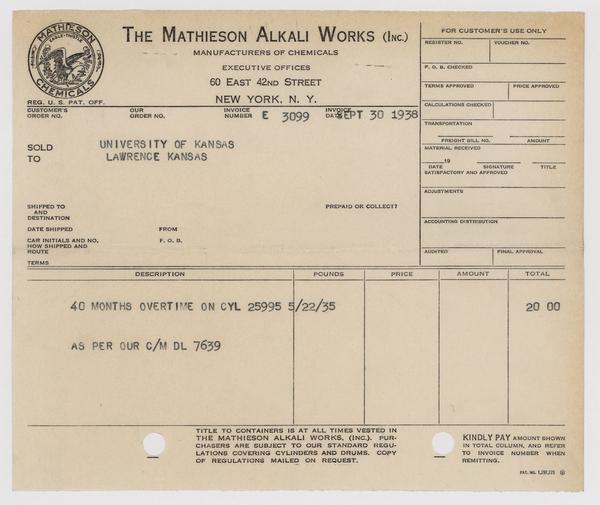 MATHIESON
EAGLE-THISTLE
CHEMICALS
REG. U. S. PAT. OFF.
THE MATHIESON ALKALI WORKS (INC.)
MANUFACTURERS OF CHEMICALS
EXECUTIVE OFFICES
60 EAST 42ND STREET
NEW YORK, N. Y.
CUSTOMER'S ORDER NO.
OUR ORDER NO.
INVOICE NUMBER E 3099
INVOICE DATE SEPT 30 1938
SOLD TO
UNIVERSITY OF KANSAS
LAWRENCE KANSAS
SHIPPED TO AND DESTINATION
PREPAID OR COLLECT?
DATE SHIPPED FROM
CAR INITIALS AND NO. F. O. B.
HOW SHIPPED AND ROUTE
TERMS
FOR CUSTOMER'S USE ONLY
REGISTER NO. VOUCHER NO.
F. O. B. CHECKED
TERMS APPROVED PRICE APPROVED
CALCULATIONS CHECKED
TRANSPORTATION
FREIGHT BILL NO. AMOUNT
MATERIAL RECEIVED
19
DATE SIGNATURE TITLE
SATISFACTORY AND APPROVED
ADJUSTMENTS
ACCOUNTING DISTRIBUTION
AUDITED FINAL APPROVAL
DESCRIPTION POUNDS PRICE AMOUNT TOTAL
40 MONTHS OVERTIME ON CYL 25995 5/22/35 20 00
AS PER OUR C/M DL 7639
TITLE TO CONTAINERS IS AT ALL TIMES VESTED IN
THE MATHIESON ALKALI WORKS, (INC.). PUR-
CHASERS ARE SUBJECT TO OUR STANDARD REGU-
LATIONS COVERING CYLINDERS AND DRUMS. COPY
OF REGULATIONS MAILED ON REQUEST.
KINDLY PAY AMOUNT SHOWN
IN TOTAL COLUMN, AND REFER
TO INVOICE NUMBER WHEN
REMITTING.